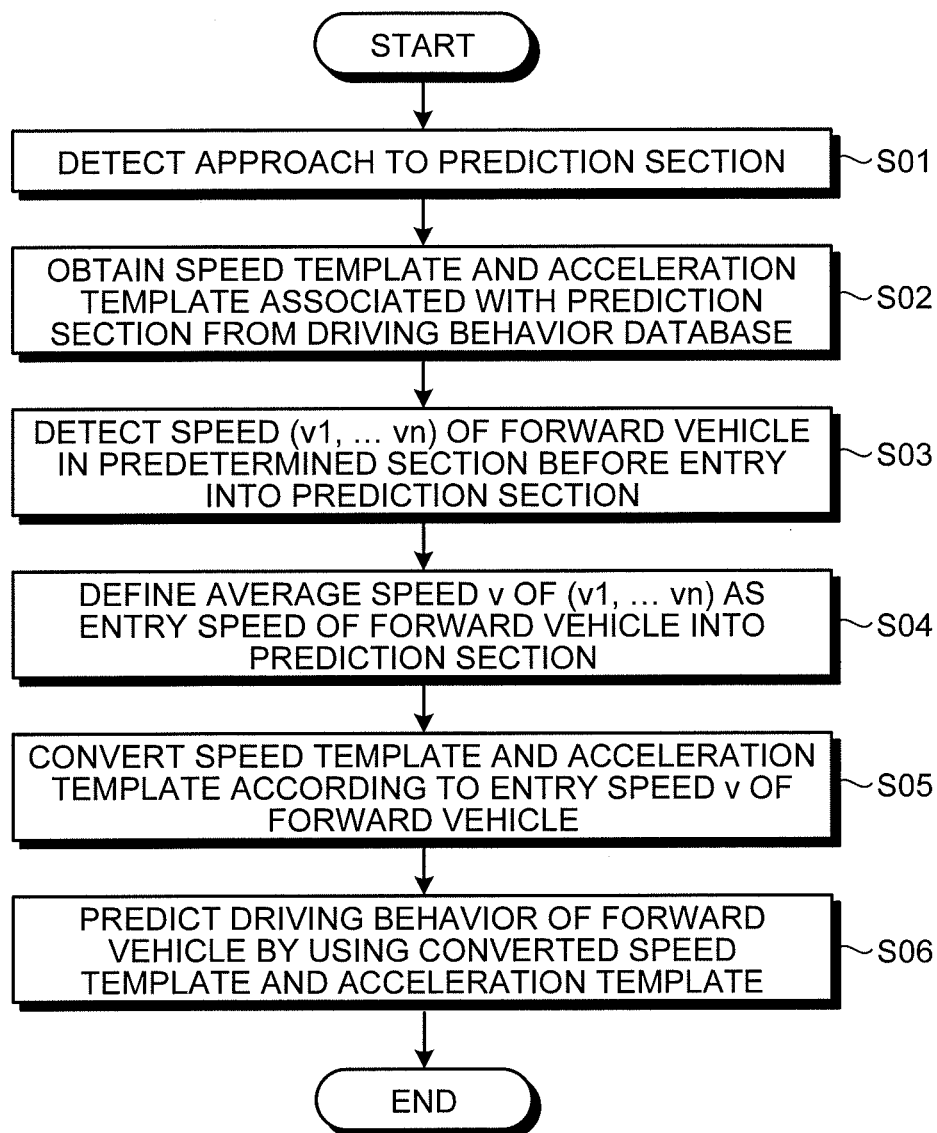 START
DETECT APPROACH TO PREDICTION SECTION
S01
OBTAIN SPEED TEMPLATE AND ACCELERATION
TEMPLATE ASSOCIATED WITH PREDICTION
SECTION FROM DRIVING BEHAVIOR DATABASE
S02
DETECT SPEED (v1, ... vn) OF FORWARD VEHICLE
IN PREDETERMINED SECTION BEFORE ENTRY
INTO PREDICTION SECTION
S03
DEFINE AVERAGE SPEED v OF (v1, ... vn) AS
ENTRY SPEED OF FORWARD VEHICLE INTO
PREDICTION SECTION
S04
CONVERT SPEED TEMPLATE AND ACCELERATION
TEMPLATE ACCORDING TO ENTRY SPEED v OF
FORWARD VEHICLE
S05
PREDICT DRIVING BEHAVIOR OF FORWARD
VEHICLE BY USING CONVERTED SPEED
TEMPLATE AND ACCELERATION TEMPLATE
S06
END